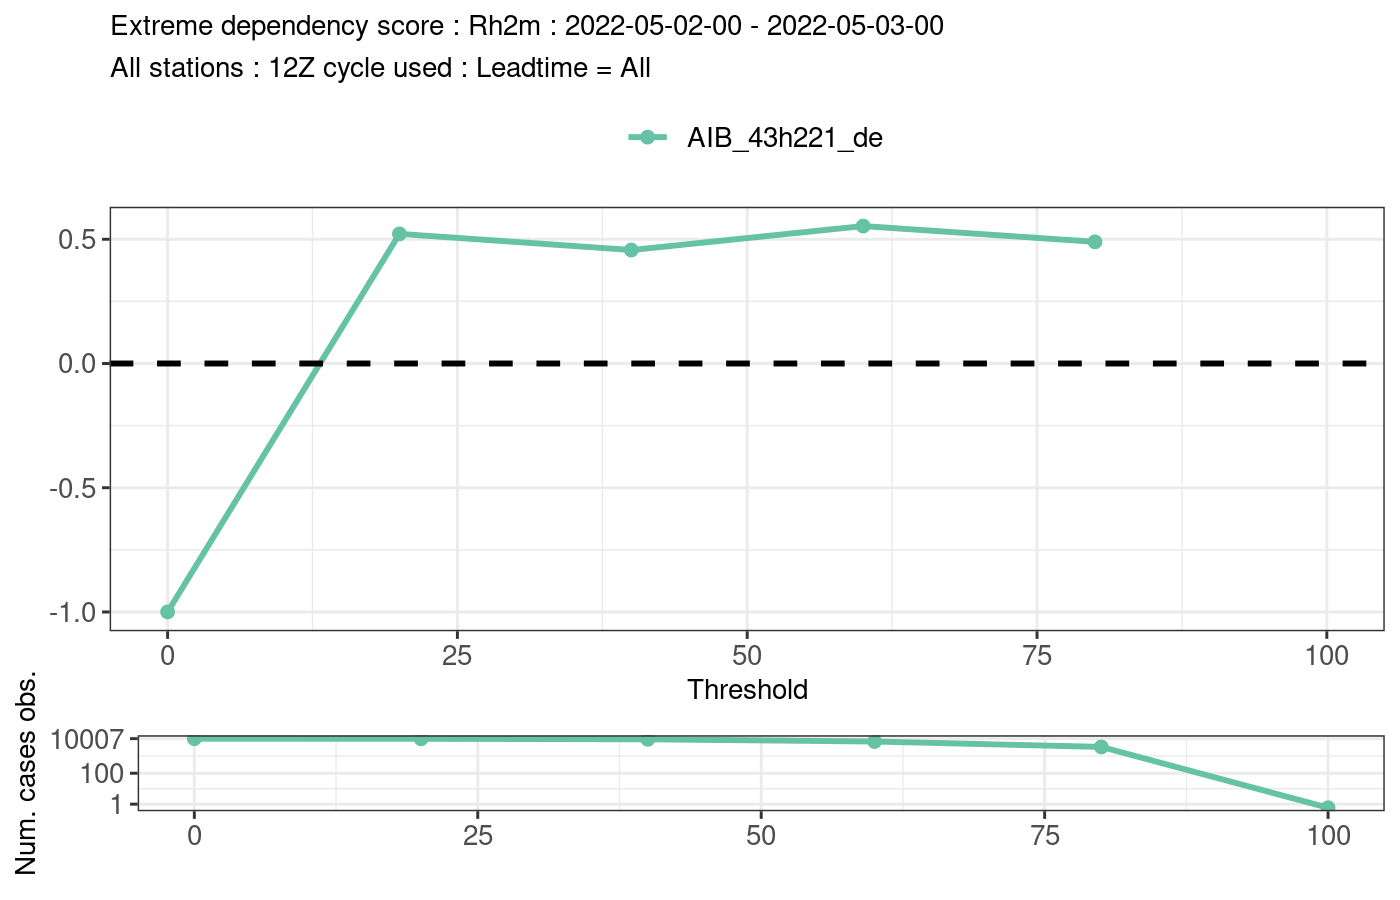 Extreme dependency score : Rh2m : 2022-05-02-00 - 2022-05-03-00
All stations : 12Z cycle used : Leadtime = All
AIB_43h221_de
0.5
0.0
-0.5
-1.0
0 25 50 75 100
Threshold
Num. cases obs.
10007
100
1
0 25 50 75 100